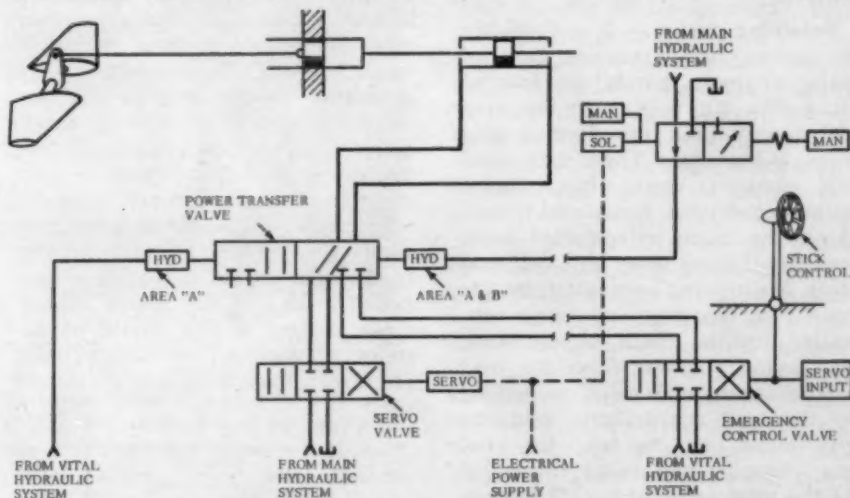 FROM MAIN
HYDRAULIC
SYSTEM
MAN
SOL
MAN
POWER TRANSFER
VALVE
STICK
CONTROL
HYD
HYD
AREA "A"
AREA "A & B"
SERVO
SERVO
INPUT
SERVO
VALVE
EMERGENCY
CONTROL VALVE
FROM VITAL
HYDRAULIC
SYSTEM
FROM MAIN
HYDRAULIC
SYSTEM
ELECTRICAL
POWER
SUPPLY
FROM VITAL
HYDRAULIC
SYSTEM